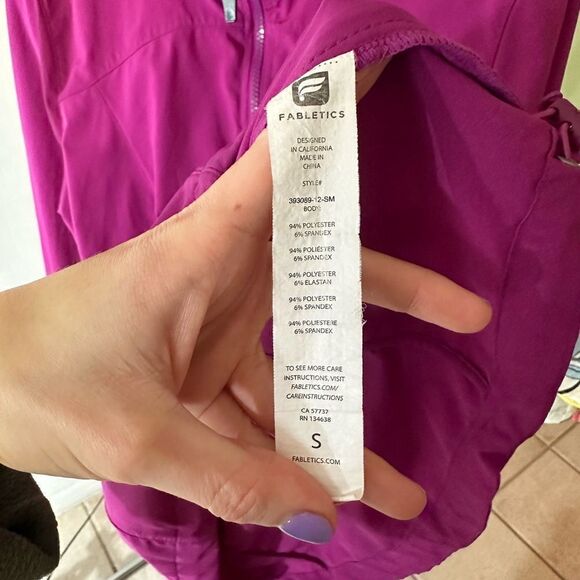 FABLETICS
DESIGNED
IN CALIFORNIA
MADE IN
CHINA
STYLE#
393089-12-SM
BODY:
94% POLYESTER
6% SPANDEX
94% POLIÉSTER
6% SPANDEX
94% POLYESTER
6% ELASTAN
94% POLYESTER
6% SPANDEX
94% POLIESTERE
6% SPANDEX
TO SEE MORE CARE
INSTRUCTIONS, VISIT
FABLETICS.COM/
CAREINSTRUCTIONS
CA 57737
RN 134638
S
FABLETICS.COM